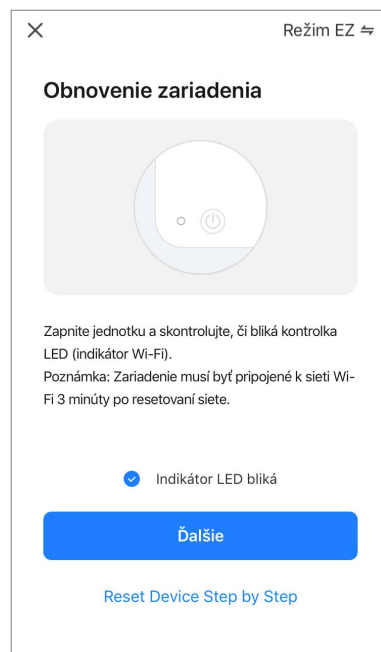 Režim EZ
Obnovenie zariadenia
Zapnite jednotku a skontrolujte, či bliká kontrolka
LED (indikátor Wi-Fi).
Poznámka: Zariadenie musí byť pripojené k sieti Wi-
Fi 3 minúty po resetovaní siete.
Indikátor LED bliká
Ďalšie
Reset Device Step by Step